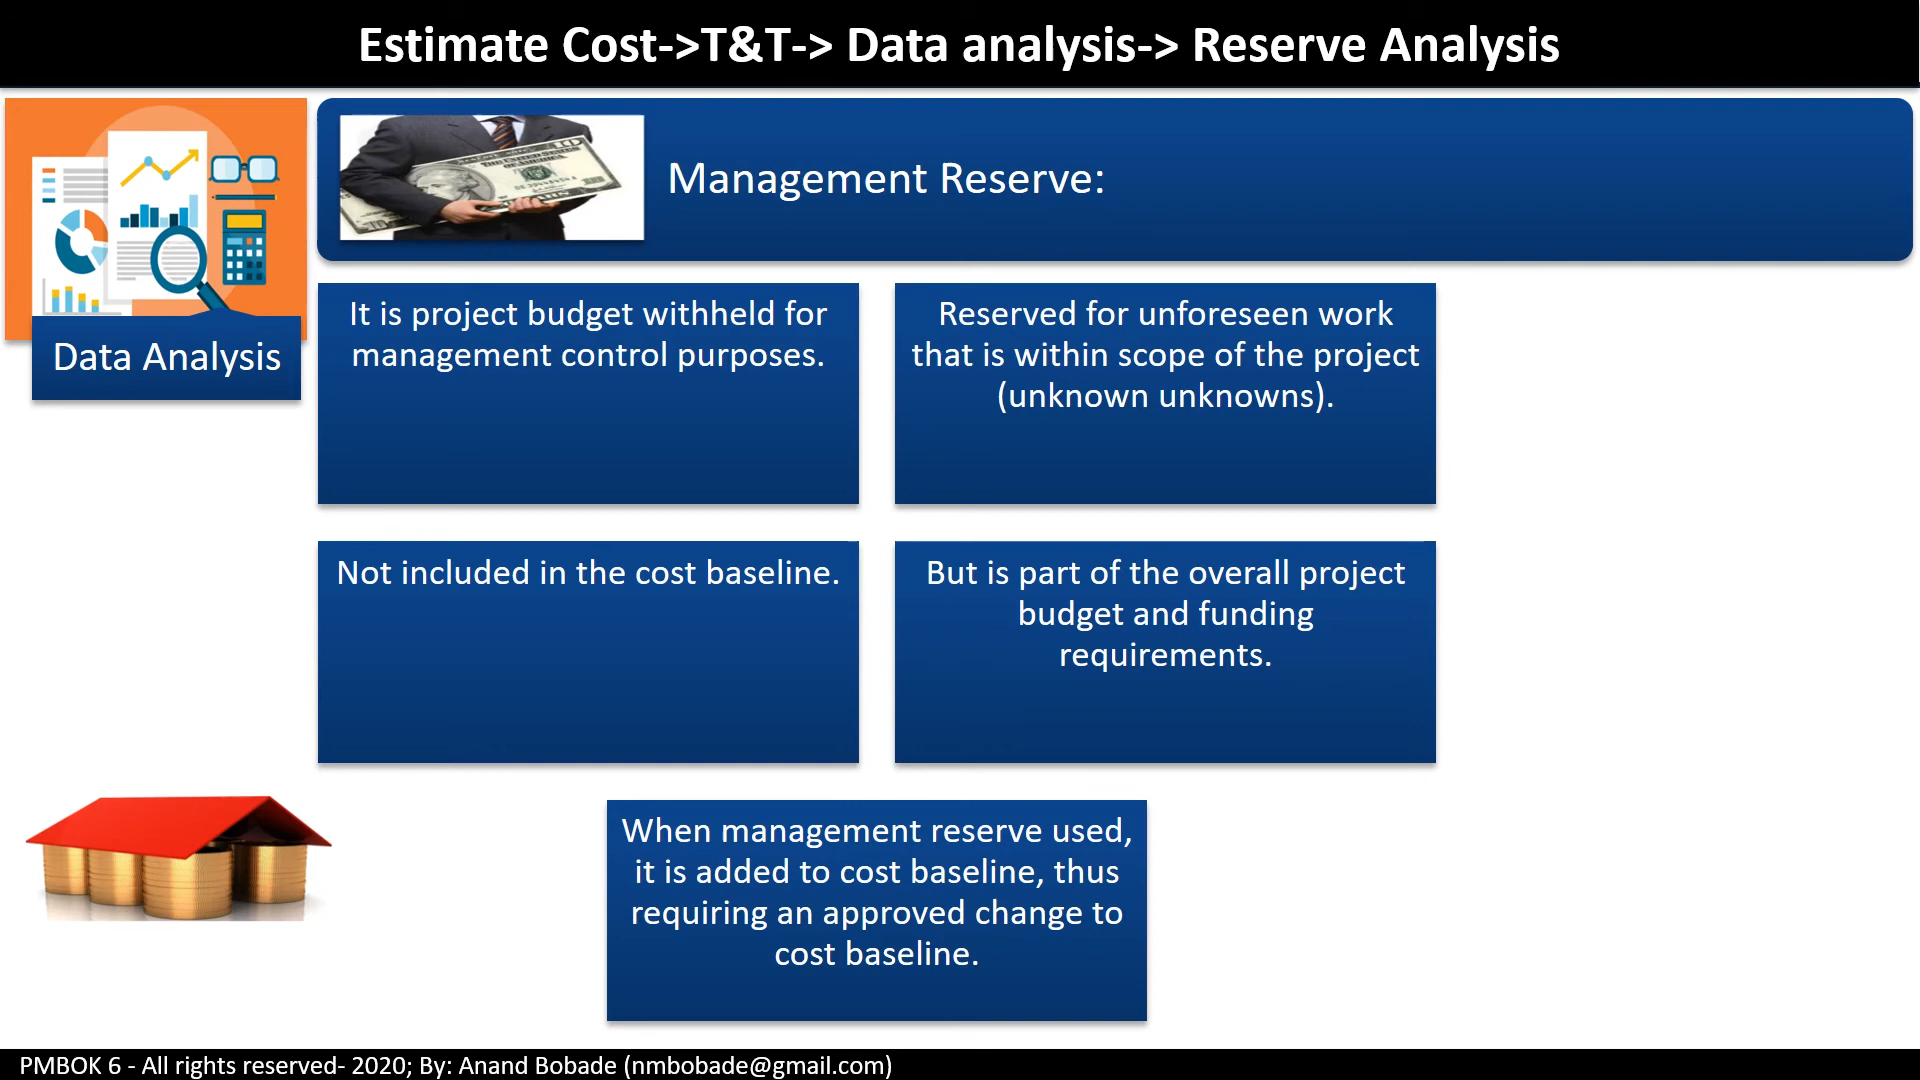 Estimate Cost->T&T-> Data analysis-> Reserve Analysis
Management Reserve:
Data Analysis
It is project budget withheld for
management control purposes.
Reserved for unforeseen work
that is within scope of the project
(unknown unknowns).
Not included in the cost baseline.
But is part of the overall project
budget and funding
requirements.
When management reserve used,
it is added to cost baseline, thus
requiring an approved change to
cost baseline.
PMBOK 6 - All rights reserved- 2020; By: Anand Bobade (nmbobade@gmail.com)